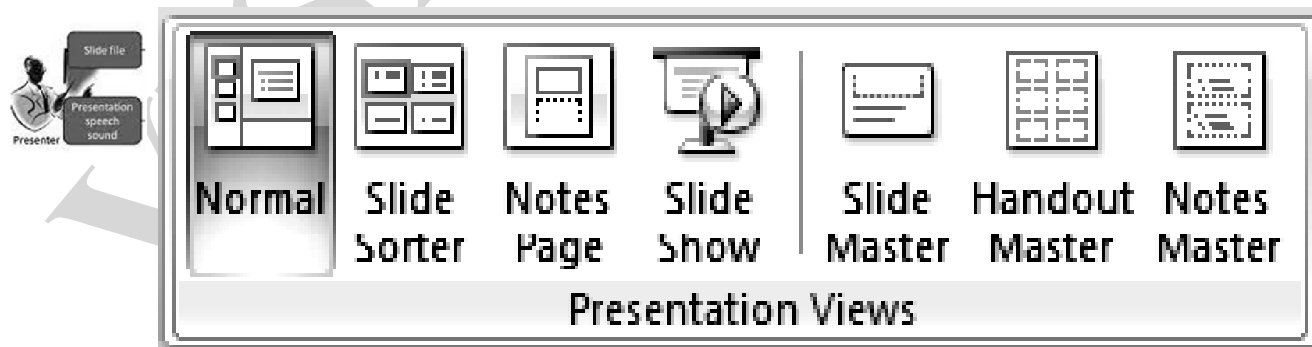 Slide file
Presentation
speech
sound
Presenter
Normal
Slide
Sorter
Notes
Page
Slide
Show
Slide
Master
Handout
Master
Notes
Master
Presentation Views